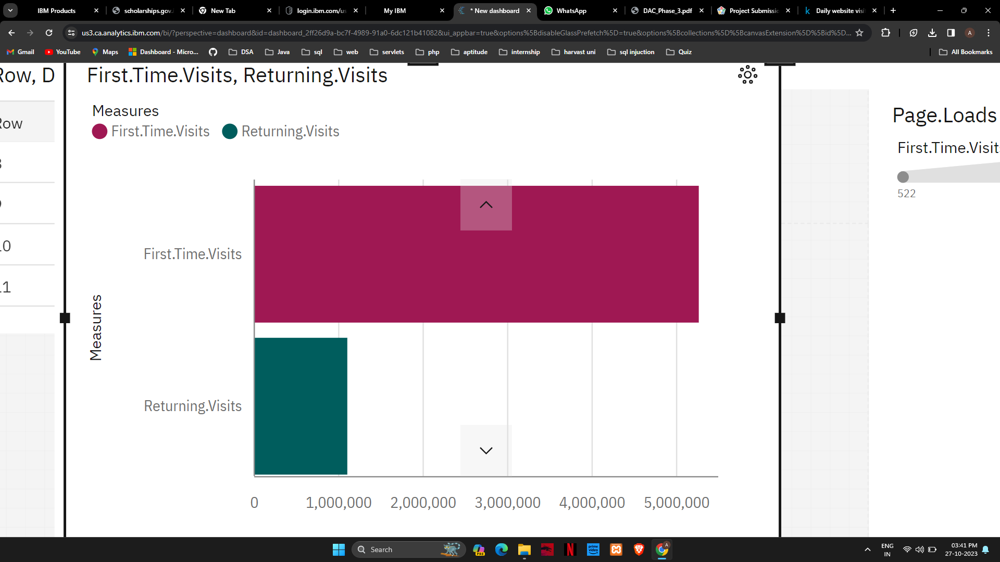 IBM Products
scholarships.gov.i
New Tab
login.ibm.com/us
My IBM
* New dashboard
WhatsApp
DAC_Phase_3.pdf
Project Submissio
Daily website visi
us3.ca.analytics.ibm.com/bi/?perspective=dashboard&id=dashboard_2ff26d9a-bc7f-4989-91a0-6dc121b41082&ui_appbar=true&options%5BdisableGlassPrefetch%5D=true&options%5Bcollections%5D%5BcanvasExtension%5D%5Bid%5D...
A
Gmail
YouTube
Maps
Dashboard - Micro...
DSA
Java
sql
web
servlets
php
aptitude
internship
harvast uni
sql injuction
Quiz
All Bookmarks
Row, D
Row
10
11
First.Time.Visits, Returning.Visits
Measures
First.Time.Visits
Returning.Visits
Measures
First.Time.Visits
Returning.Visits
0
1,000,000
2,000,000
3,000,000
4,000,000
5,000,000
Page.Loads
First.Time.Visits
522
Search
PRE
N
prime video
A
ENG
IN
03:41 PM
27-10-2023